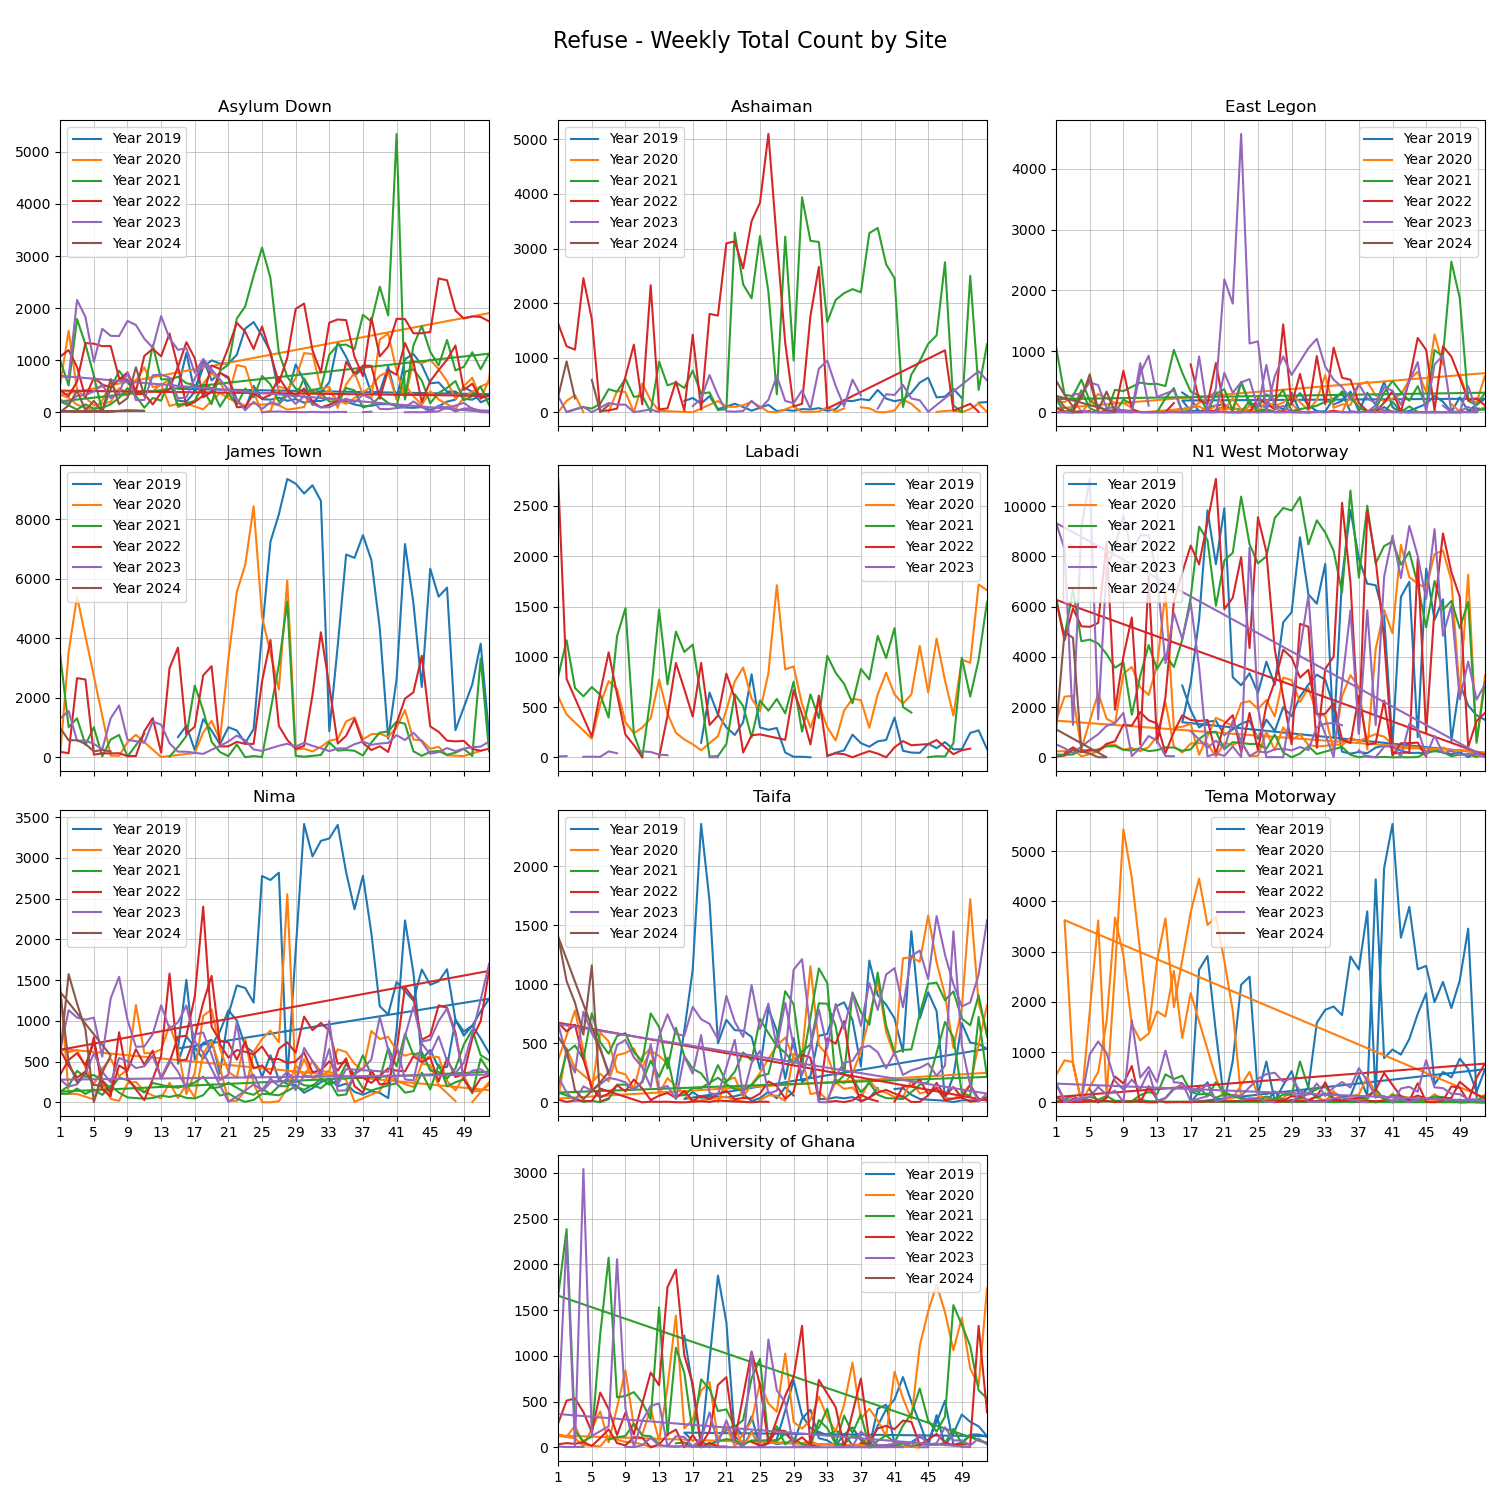 Refuse - Weekly Total Count by Site
Asylum Down
Year 2019
Year 2020
Year 2021
Year 2022
Year 2023
Year 2024
5000
4000
3000
2000
1000
0
Ashaiman
Year 2019
Year 2020
Year 2021
Year 2022
Year 2023
Year 2024
5000
4000
3000
2000
1000
0
East Legon
Year 2019
Year 2020
Year 2021
Year 2022
Year 2023
Year 2024
4000
3000
2000
1000
0
James Town
Year 2019
Year 2020
Year 2021
Year 2022
Year 2023
Year 2024
8000
6000
4000
2000
0
Labadi
Year 2019
Year 2020
Year 2021
Year 2022
Year 2023
2500
2000
1500
1000
500
0
N1 West Motorway
Year 2019
Year 2020
Year 2021
Year 2022
Year 2023
Year 2024
10000
8000
6000
4000
2000
0
Nima
Year 2019
Year 2020
Year 2021
Year 2022
Year 2023
Year 2024
3500
3000
2500
2000
1500
1000
500
0
1 5 9 13 17 21 25 29 33 37 41 45 49
Taifa
Year 2019
Year 2020
Year 2021
Year 2022
Year 2023
Year 2024
2000
1500
1000
500
0
Tema Motorway
Year 2019
Year 2020
Year 2021
Year 2022
Year 2023
Year 2024
5000
4000
3000
2000
1000
0
1 5 9 13 17 21 25 29 33 37 41 45 49
University of Ghana
Year 2019
Year 2020
Year 2021
Year 2022
Year 2023
Year 2024
3000
2500
2000
1500
1000
500
0
1 5 9 13 17 21 25 29 33 37 41 45 49